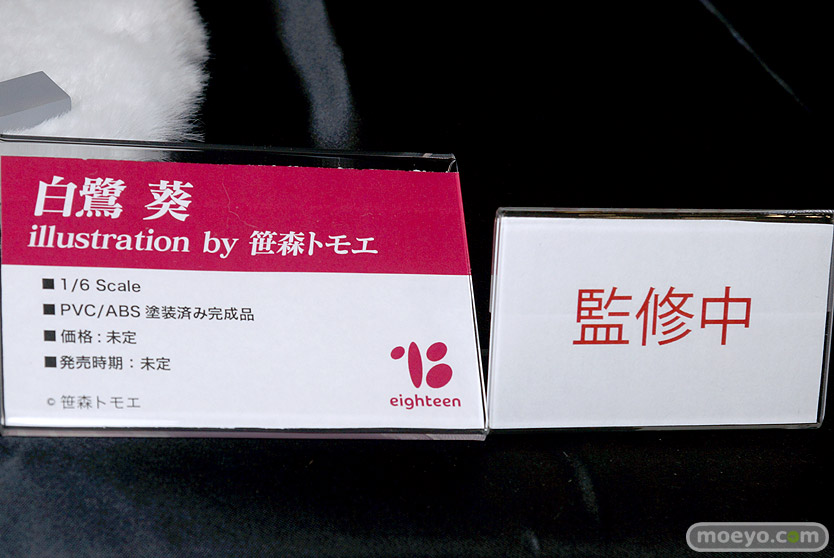 白鷺 葵
illustration by 笹森トモエ
■1/6 Scale
■PVC/ABS 塗装済み完成品
■価格：未定
■発売時期：未定
© 笹森トモエ
eighteen
監修中
moeyo.com